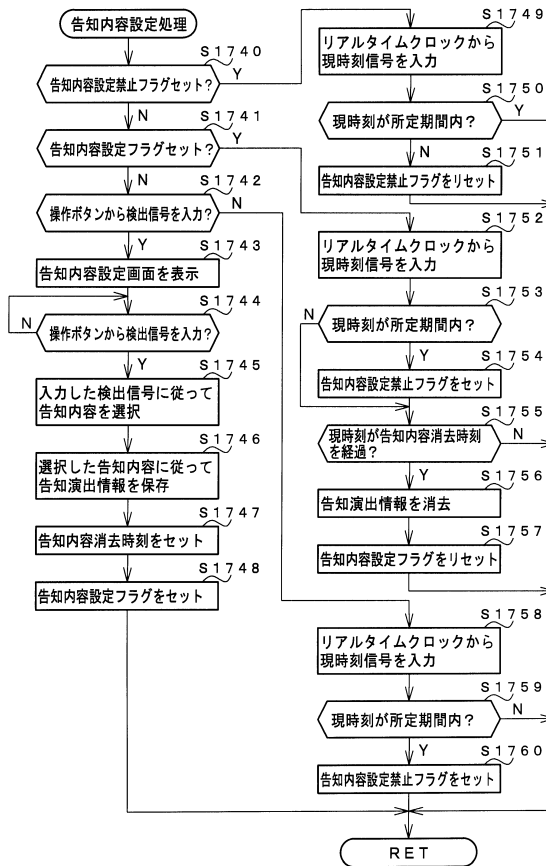 告知内容設定処理
S1740
告知内容設定禁止フラグセット?
Y
N
S1741
告知内容設定フラグセット?
Y
N
S1742
操作ボタンから検出信号を入力?
N
Y
S1743
告知内容設定画面を表示
S1744
操作ボタンから検出信号を入力?
N
Y
S1745
入力した検出信号に従って
告知内容を選択
S1746
選択した告知内容に従って
告知演出情報を保存
S1747
告知内容消去時刻をセット
S1748
告知内容設定フラグをセット
S1749
リアルタイムクロックから
現時刻信号を入力
S1750
現時刻が所定期間内?
Y
N
S1751
告知内容設定禁止フラグをリセット
S1752
リアルタイムクロックから
現時刻信号を入力
S1753
現時刻が所定期間内?
N
Y
S1754
告知内容設定禁止フラグをセット
S1755
現時刻が告知内容消去時刻
を経過?
N
Y
S1756
告知演出情報を消去
S1757
告知内容設定フラグをリセット
S1758
リアルタイムクロックから
現時刻信号を入力
S1759
現時刻が所定期間内?
N
Y
S1760
告知内容設定禁止フラグをセット
RET